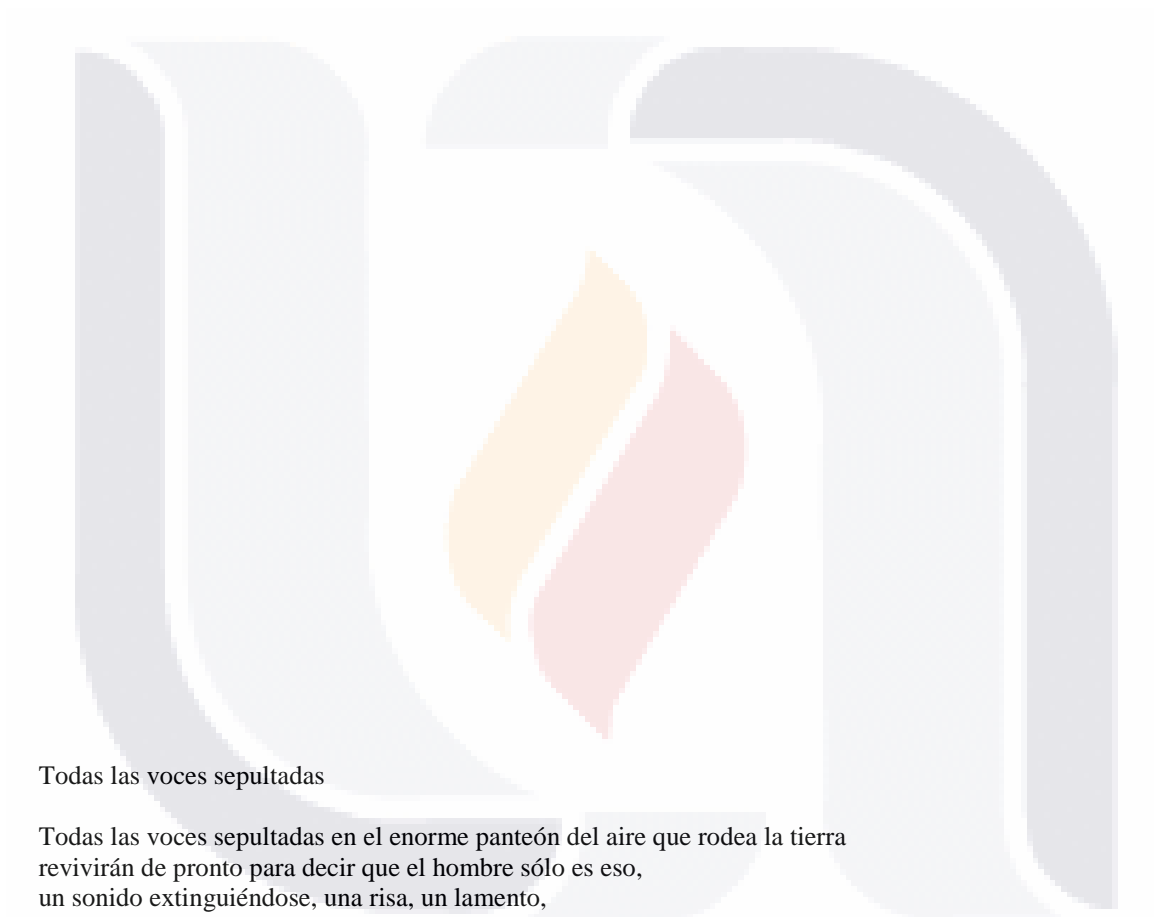 Todas las voces sepultadas
Todas las voces sepultadas en el enorme panteón del aire que rodea la tierra
revivirán de pronto para decir que el hombre sólo es eso,
un sonido extinguiéndose, una risa, un lamento,